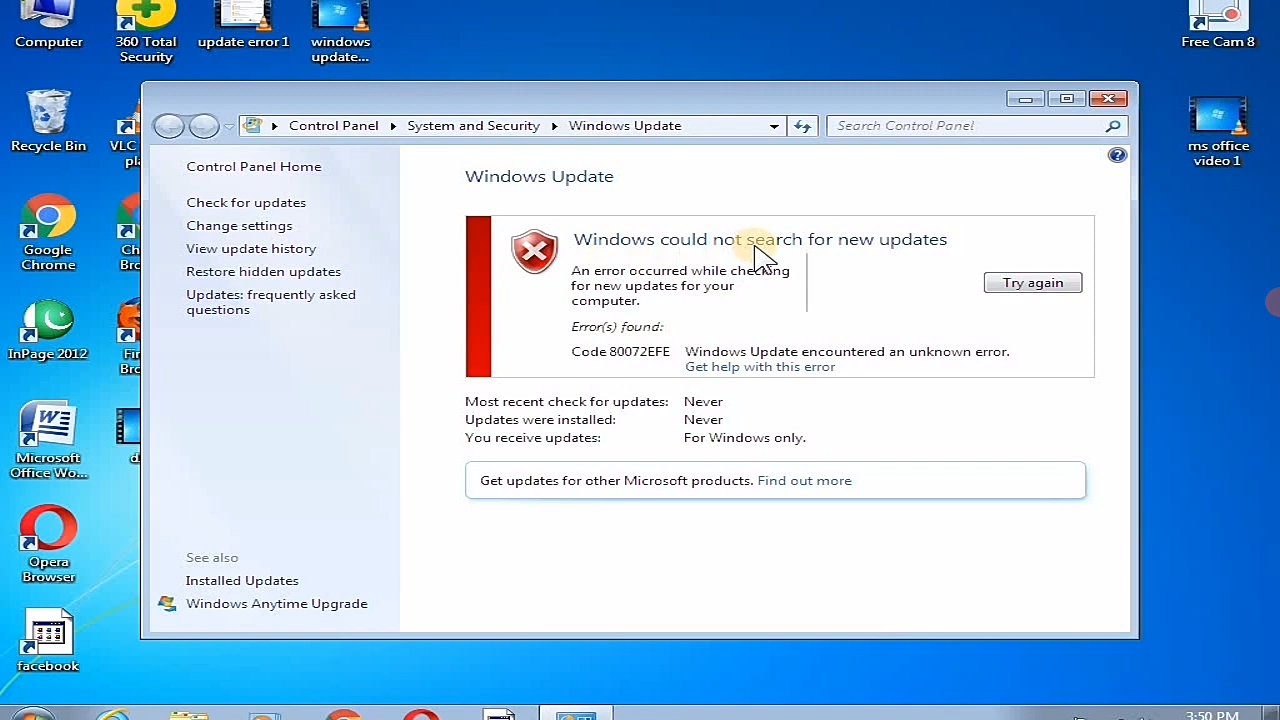 Computer
360 Total
Security
update error 1
windows
update...
Free Cam 8
Recycle Bin
VLC
pl
ms office
video 1
Google
Chrome
Ch
Bro
InPage 2012
Fir
Bro
Microsoft
Office Wo...
d
Opera
Browser
facebook
Control Panel
System and Security
Windows Update
Search Control Panel
Control Panel Home
Check for updates
Change settings
View update history
Restore hidden updates
Updates: frequently asked
questions
See also
Installed Updates
Windows Anytime Upgrade
Windows Update
Windows could not search for new updates
An error occurred while checking
for new updates for your
computer.
Try again
Error(s) found:
Code 80072EFE Windows Update encountered an unknown error.
Get help with this error
Most recent check for updates: Never
Updates were installed: Never
You receive updates: For Windows only.
Get updates for other Microsoft products. Find out more
3:50 PM